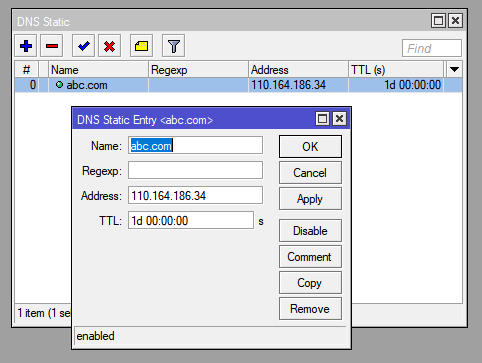 DNS Static
Find
# Name Regexp Address TTL (s)
0 abc.com 110.164.186.34 1d 00:00:00
DNS Static Entry <abc.com>
Name: abc.com OK
Regexp: Cancel
Address: 110.164.186.34 Apply
TTL: 1d 00:00:00 s
Disable
Comment
Copy
Remove
enabled
1 item (1 se